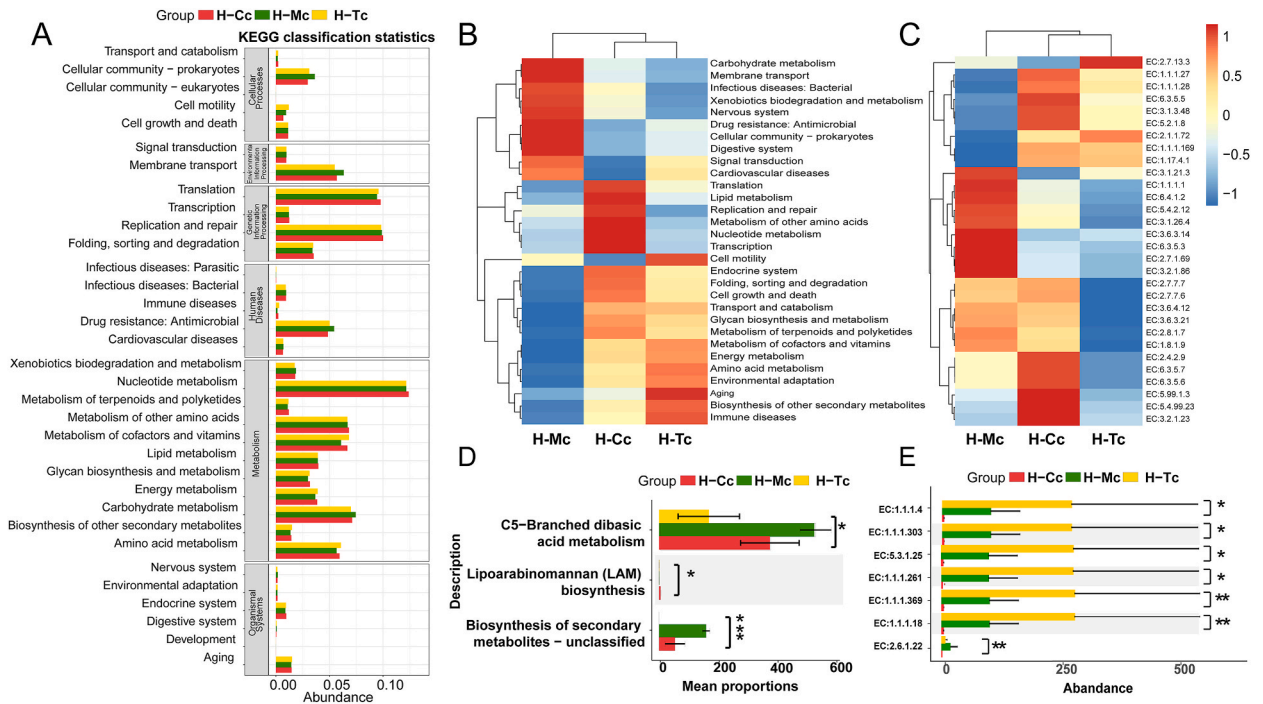 Group H−Cc H−Mc H−Tc
A
KEGG classification statistics
Transport and catabolism
Cellular community − prokaryotes
Cellular community − eukaryotes
Cell motility
Cell growth and death
Cellular
Processes
Signal transduction
Membrane transport
Environmental
Information
Processing
Translation
Transcription
Replication and repair
Folding, sorting and degradation
Genetic
Information
Processing
Infectious diseases: Parasitic
Infectious diseases: Bacterial
Immune diseases
Drug resistance: Antimicrobial
Cardiovascular diseases
Human
Diseases
Xenobiotics biodegradation and metabolism
Nucleotide metabolism
Metabolism of terpenoids and polyketides
Metabolism of other amino acids
Metabolism of cofactors and vitamins
Lipid metabolism
Glycan biosynthesis and metabolism
Energy metabolism
Carbohydrate metabolism
Biosynthesis of other secondary metabolites
Amino acid metabolism
Metabolism
Nervous system
Environmental adaptation
Endocrine system
Digestive system
Development
Aging
Organismal
Systems
0.00 0.05 0.10
Abundance
B
Carbohydrate metabolism
Membrane transport
Infectious diseases: Bacterial
Xenobiotics biodegradation and metabolism
Nervous system
Drug resistance: Antimicrobial
Cellular community − prokaryotes
Digestive system
Signal transduction
Cardiovascular diseases
Translation
Lipid metabolism
Replication and repair
Metabolism of other amino acids
Nucleotide metabolism
Transcription
Cell motility
Endocrine system
Folding, sorting and degradation
Cell growth and death
Transport and catabolism
Glycan biosynthesis and metabolism
Metabolism of terpenoids and polyketides
Metabolism of cofactors and vitamins
Energy metabolism
Amino acid metabolism
Environmental adaptation
Aging
Biosynthesis of other secondary metabolites
Immune diseases
H−Mc H−Cc H−Tc
C
EC:2.7.13.3
EC:1.1.1.27
EC:1.1.1.28
EC:6.3.5.5
EC:3.1.3.48
EC:5.2.1.8
EC:2.1.1.72
EC:1.1.1.169
EC:1.17.4.1
EC:3.1.21.3
EC:1.1.1.1
EC:6.4.1.2
EC:5.4.2.12
EC:3.1.26.4
EC:3.6.3.14
EC:3.6.5.3
EC:2.7.1.69
EC:3.2.1.86
EC:2.7.7.7
EC:2.7.7.6
EC:3.6.4.12
EC:3.6.3.21
EC:2.8.1.7
EC:1.8.1.9
EC:2.4.2.9
EC:6.3.5.7
EC:6.3.5.6
EC:5.99.1.3
EC:5.4.99.23
EC:3.2.1.23
H−Mc H−Cc H−Tc
1
0.5
0
−0.5
−1
D
Group H−Cc H−Mc H−Tc
Description
C5−Branched dibasic
acid metabolism
*
Lipoarabinomannan (LAM)
biosynthesis
*
Biosynthesis of secondary
metabolites − unclassified
***
0 200 400 600
Mean proportions
E
Group H−Cc H−Mc H−Tc
EC:1.1.1.4 *
EC:1.1.1.303 *
EC:5.3.1.25 *
EC:1.1.1.261 *
EC:1.1.1.369 **
EC:1.1.1.18 **
EC:2.6.1.22 **
0 250 500
Abandance